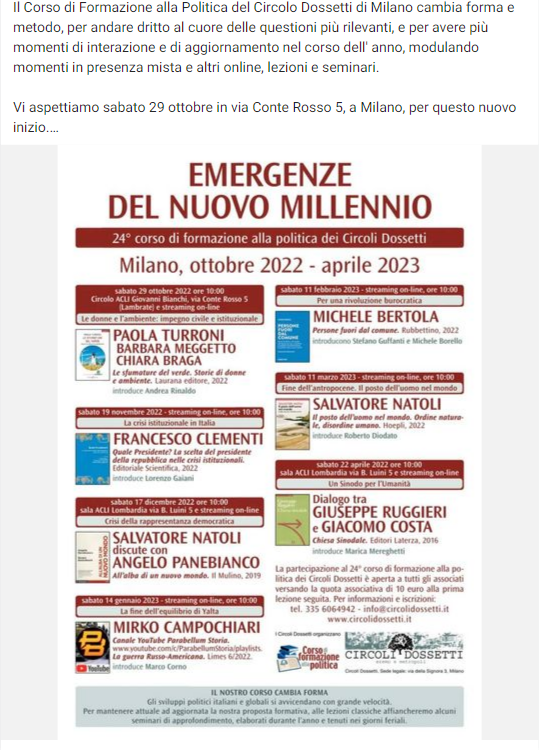 Il Corso di Formazione alla Politica del Circolo Dossetti di Milano cambia forma e
metodo, per andare dritto al cuore delle questioni più rilevanti, e per avere più
momenti di interazione e di aggiornamento nel corso dell' anno, modulando
momenti in presenza mista e altri online, lezioni e seminari.
Vi aspettiamo sabato 29 ottobre in via Conte Rosso 5, a Milano, per questo nuovo
inizio....
EMERGENZE
DEL NUOVO MILLENNIO
24° corso di formazione alla politica dei Circoli Dossetti
Milano, ottobre 2022 - aprile 2023
sabato 29 ottobre 2022 ore 10:00
Circolo ACLI Giovanni Bianchi, via Conte Rosso 5
(Lambrate) e streaming on-line
Le donne e l'ambiente: impegno civile e istituzionale
PAOLA TURRONI
BARBARA MEGGETTO
CHIARA BRAGA
Le sfumature del verde. Storie di donne
e ambiente. Laurana editore, 2022
introduce Andrea Rinaldo
sabato 19 novembre 2022 - streaming on-line, ore 10:00
La crisi istituzionale in Italia
FRANCESCO CLEMENTI
Quale Presidente? La scelta del presidente
della repubblica nelle crisi istituzionali.
Editoriale Scientifica, 2022
introduce Lorenzo Gaiani
sabato 17 dicembre 2022 ore 10:00
sala ACLI Lombardia via B. Luini 5 e streaming on-line
Crisi della rappresentanza democratica
SALVATORE NATOLI
discute con
ANGELO PANEBIANCO
All'alba di un nuovo mondo. Il Mulino, 2019
sabato 14 gennaio 2023 - streaming on-line, ore 10:00
La fine dell'equilibrio di Yalta
MIRKO CAMPOCHIARI
Canale YouTube Parabellum Storia.
www.youtube.com/c/ParabellumStoria/playlists.
La guerra Russo-Americana. Limes 6/2022.
introduce Marco Corno
YouTube
sabato 11 febbraio 2023 - streaming on-line, ore 10:00
Per una rivoluzione burocratica
MICHELE BERTOLA
Persone fuori dal comune. Rubbettino, 2022
introducono Stefano Guffanti e Michele Borello
sabato 11 marzo 2023 - streaming on-line, ore 10:00
Fine dell'antropocene. Il posto dell'uomo nel mondo
SALVATORE NATOLI
Il posto dell'uomo nel mondo. Ordine natura-
le, disordine umano. Hoepli, 2022
introduce Roberto Diodato
sabato 22 aprile 2022 - ore 10:00
sala ACLI Lombardia via B. Luini 5 e streaming on-line
Un Sinodo per l'Umanità
Dialogo tra
GIUSEPPE RUGGIERI
e GIACOMO COSTA
Chiesa Sinodale. Editori Laterza, 2016
introduce Marica Mereghetti
La partecipazione al 24° corso di formazione alla po-
litica dei Circoli Dossetti è aperta a tutti gli associati
versando la quota associativa di 10 euro alla prima
lezione seguita. Per informazioni e iscrizioni:
tel. 335 6064942 - info@circolidossetti.it
www.circolidossetti.it
I Circoli Dossetti organizzano
Corso di
formazione
alla politica
CIRCOLI DOSSETTI
Circoli Dossetti, Sede legale: via della Signora 3, Milano
IL NOSTRO CORSO CAMBIA FORMA
Gli sviluppi politici italiani e globali si avvicendano con grande velocità.
Per mantenere attuale ad aggiornata la nostra proposta formativa, alle lezioni classiche affiancheremo alcuni
seminari di approfondimento, elaborati durante l'anno e tenuti nei giorni feriali.